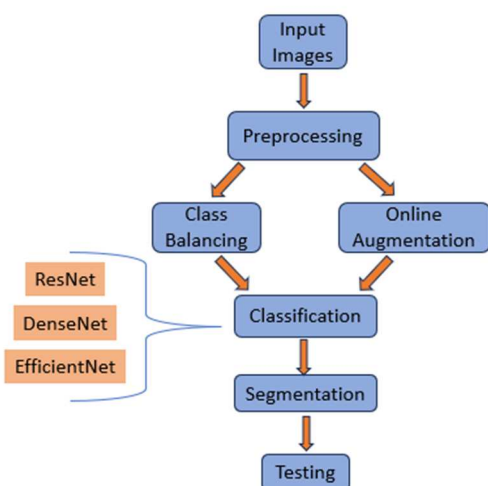 Input
Images
Preprocessing
Class
Balancing
Online
Augmentation
ResNet
DenseNet
EfficientNet
Classification
Segmentation
Testing